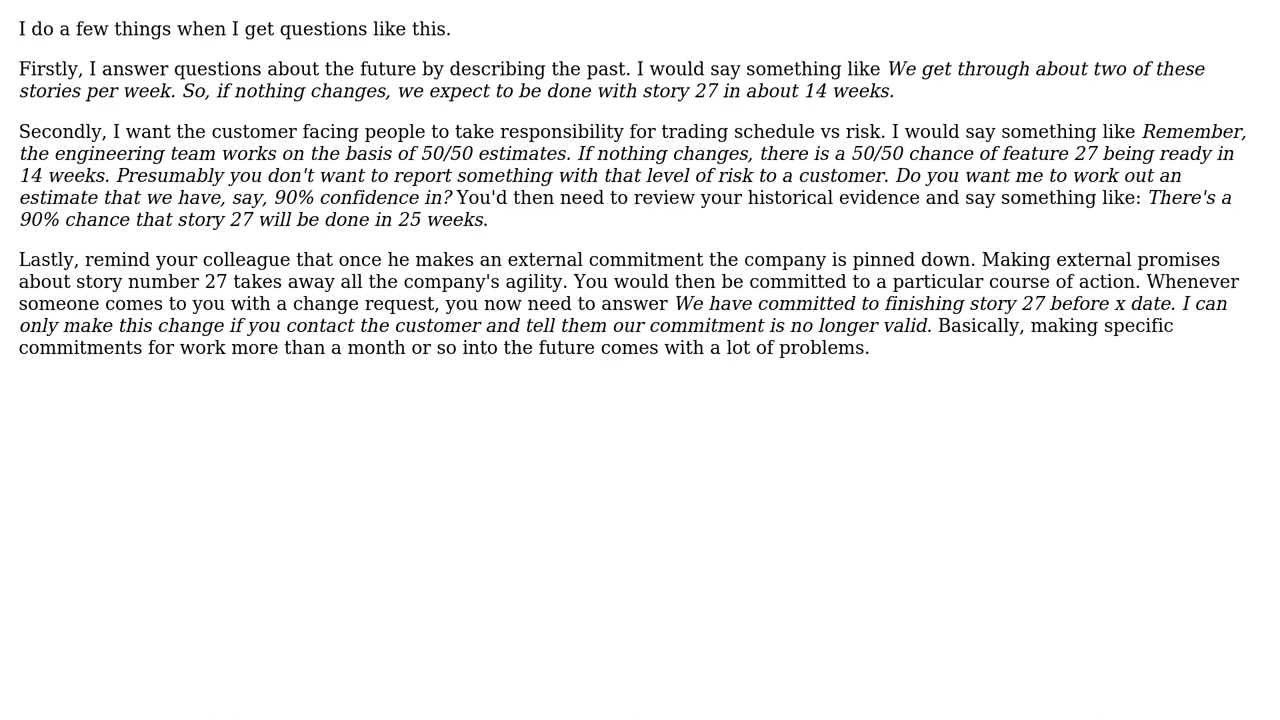 I do a few things when I get questions like this.
Firstly, I answer questions about the future by describing the past. I would say something like We get through about two of these
stories per week. So, if nothing changes, we expect to be done with story 27 in about 14 weeks.
Secondly, I want the customer facing people to take responsibility for trading schedule vs risk. I would say something like Remember,
the engineering team works on the basis of 50/50 estimates. If nothing changes, there is a 50/50 chance of feature 27 being ready in
14 weeks. Presumably you don't want to report something with that level of risk to a customer. Do you want me to work out an
estimate that we have, say, 90% confidence in? You'd then need to review your historical evidence and say something like: There's a
90% chance that story 27 will be done in 25 weeks.
Lastly, remind your colleague that once he makes an external commitment the company is pinned down. Making external promises
about story number 27 takes away all the company's agility. You would then be committed to a particular course of action. Whenever
someone comes to you with a change request, you now need to answer We have committed to finishing story 27 before x date. I can
only make this change if you contact the customer and tell them our commitment is no longer valid. Basically, making specific
commitments for work more than a month or so into the future comes with a lot of problems.